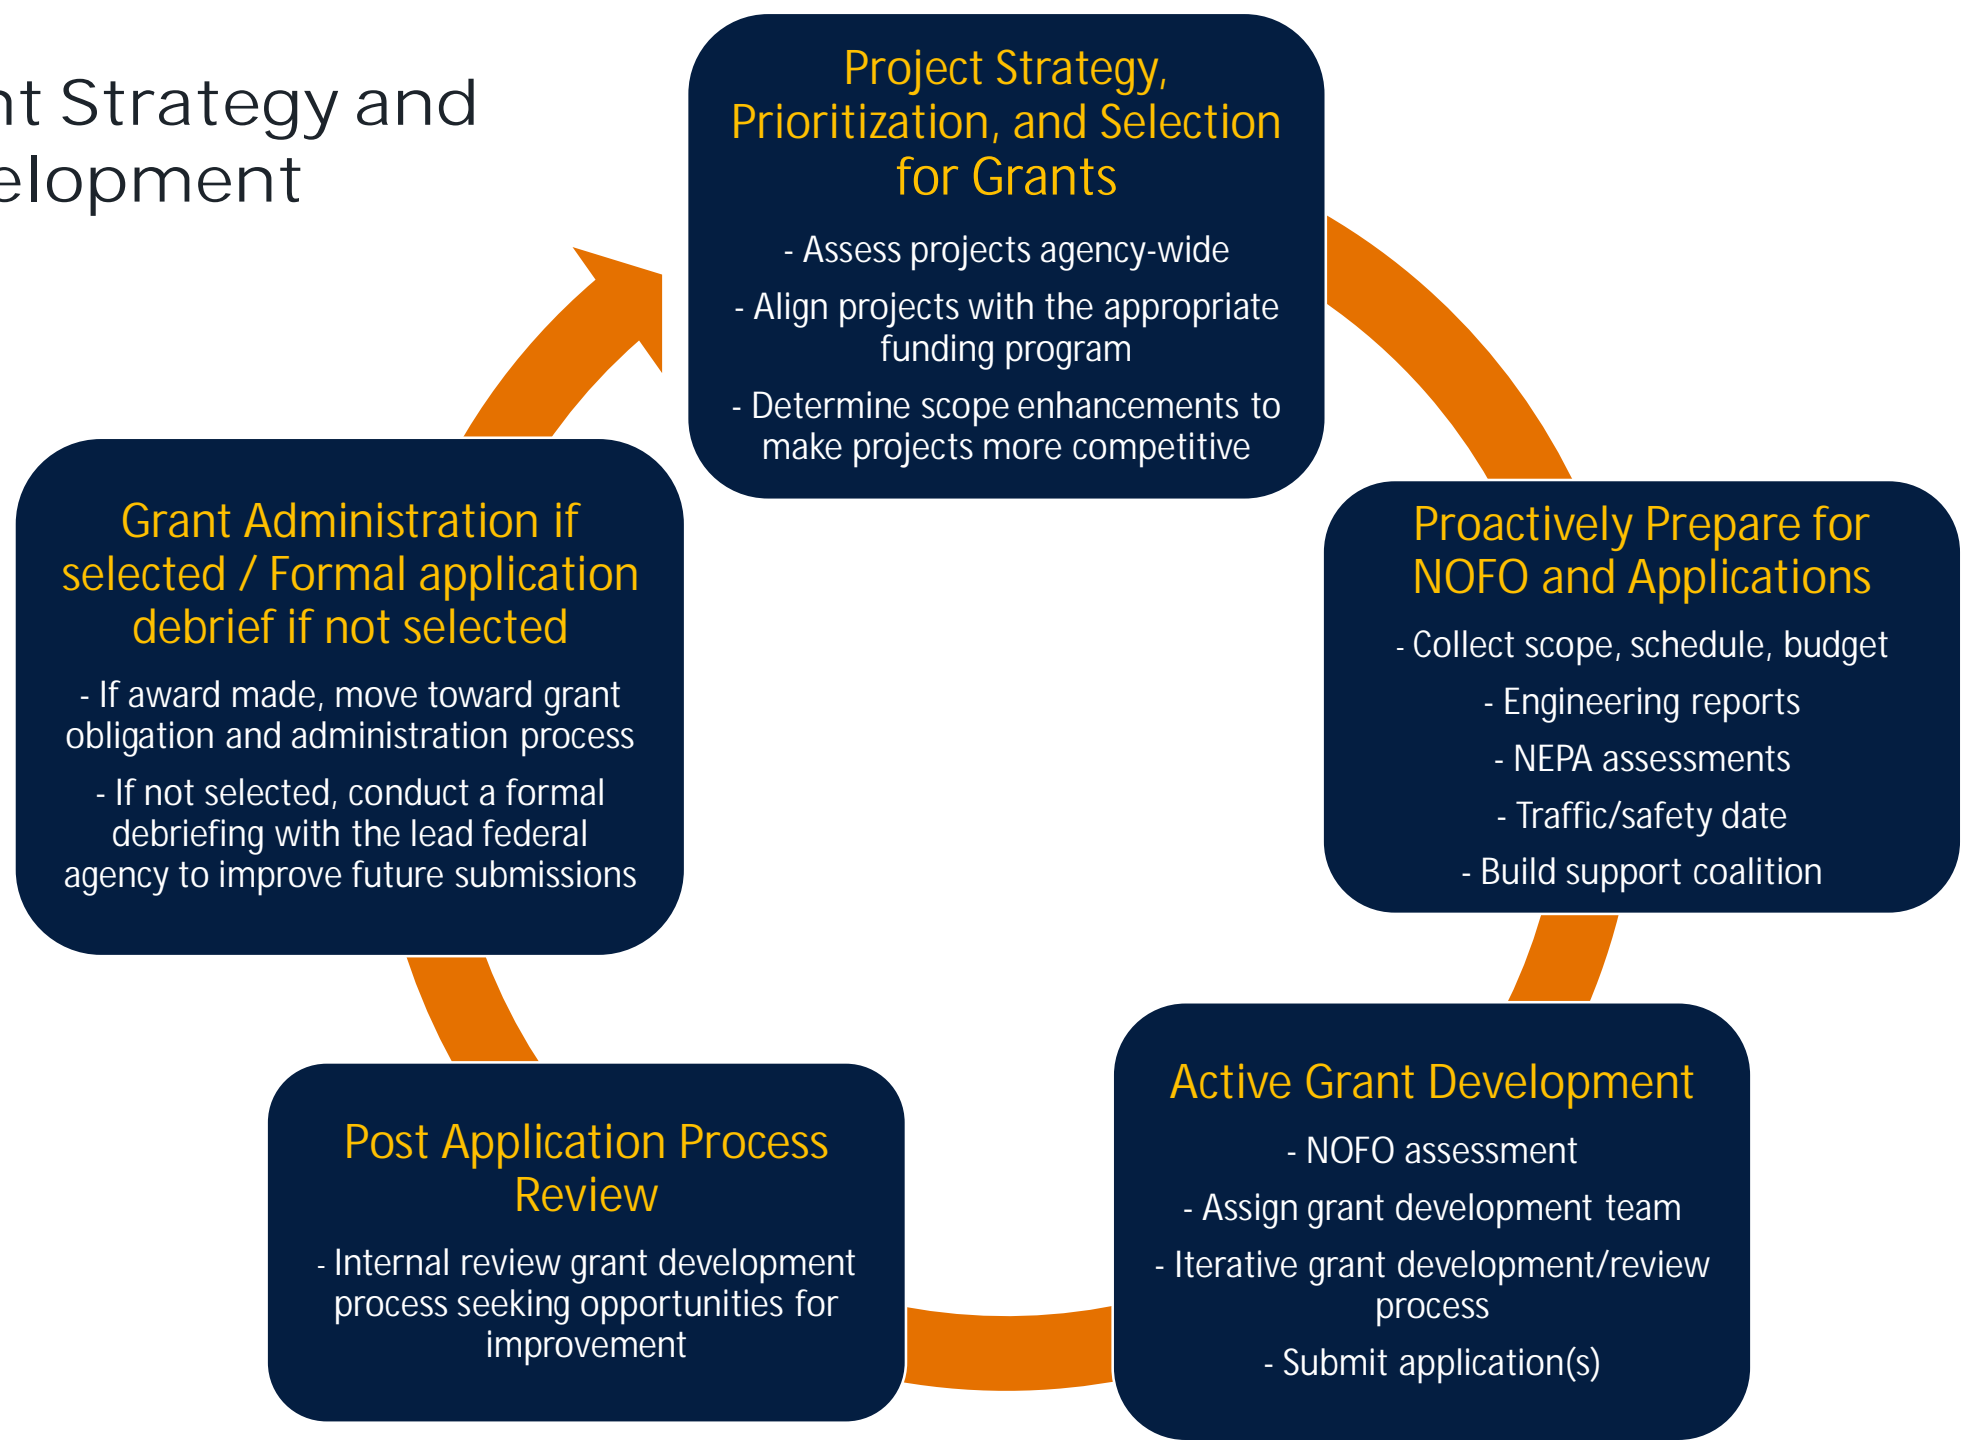 nt Strategy and
elopment
Project Strategy,
Prioritization, and Selection
for Grants
- Assess projects agency-wide
- Align projects with the appropriate
funding program
- Determine scope enhancements to
make projects more competitive
Proactively Prepare for
NOFO and Applications
- Collect scope, schedule, budget
- Engineering reports
- NEPA assessments
- Traffic/safety date
- Build support coalition
Active Grant Development
- NOFO assessment
- Assign grant development team
- Iterative grant development/review
process
- Submit application(s)
Post Application Process
Review
- Internal review grant development
process seeking opportunities for
improvement
Grant Administration if
selected / Formal application
debrief if not selected
- If award made, move toward grant
obligation and administration process
- If not selected, conduct a formal
debriefing with the lead federal
agency to improve future submissions